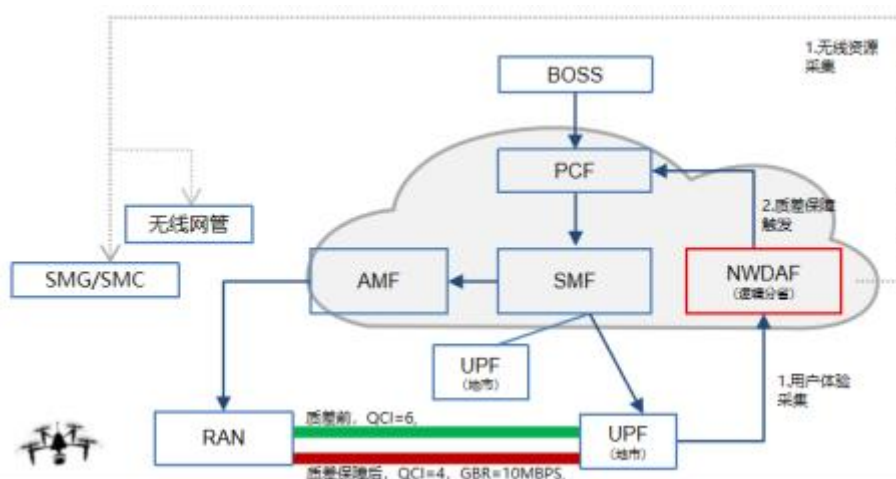 1.无线资源
采集
BOSS
PCF
2.质差保障
触发
无线网管
SMG/SMC
AMF
SMF
NWDAF
(逻辑分省)
UPF
(地市)
1.用户体验
采集
质差前，QCI=6,
RAN
UPF
(地市)
质差保障后，QCI=4，GBR=10MBPS,